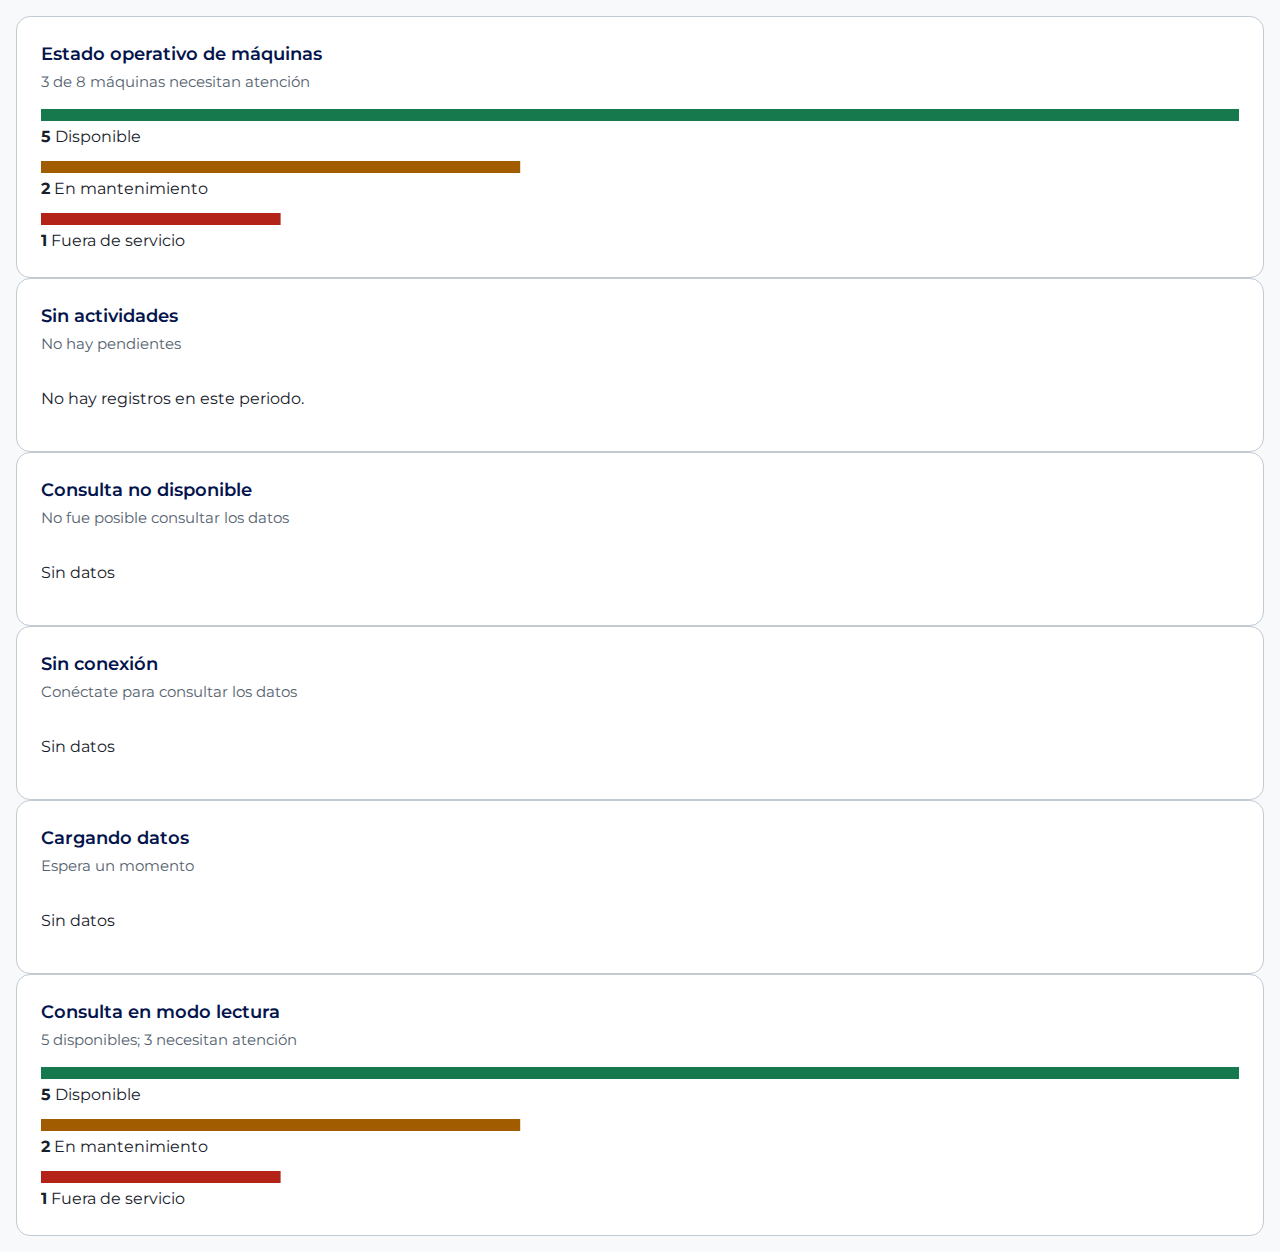 Estado operativo de máquinas
3 de 8 máquinas necesitan atención
5 Disponible
2 En mantenimiento
1 Fuera de servicio
Sin actividades
No hay pendientes
No hay registros en este periodo.
Consulta no disponible
No fue posible consultar los datos
Sin datos
Sin conexión
Conéctate para consultar los datos
Sin datos
Cargando datos
Espera un momento
Sin datos
Consulta en modo lectura
5 disponibles; 3 necesitan atención
5 Disponible
2 En mantenimiento
1 Fuera de servicio